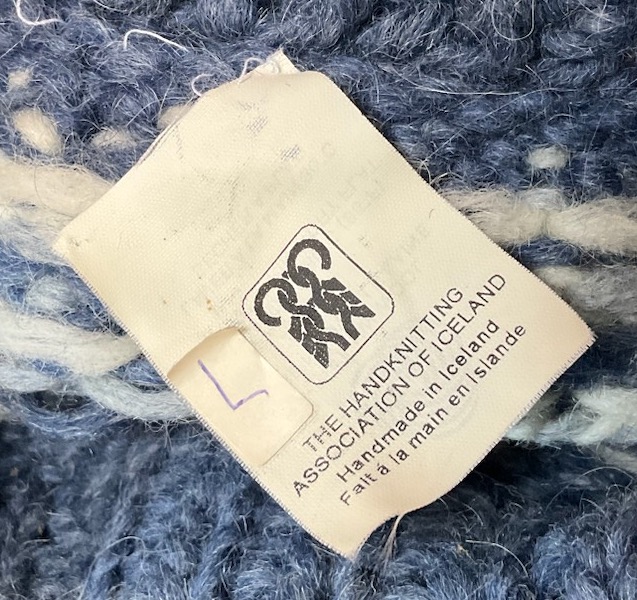 L
THE HANDKNITTING
ASSOCIATION OF ICELAND
Handmade in Iceland
Fait á la main en Islande